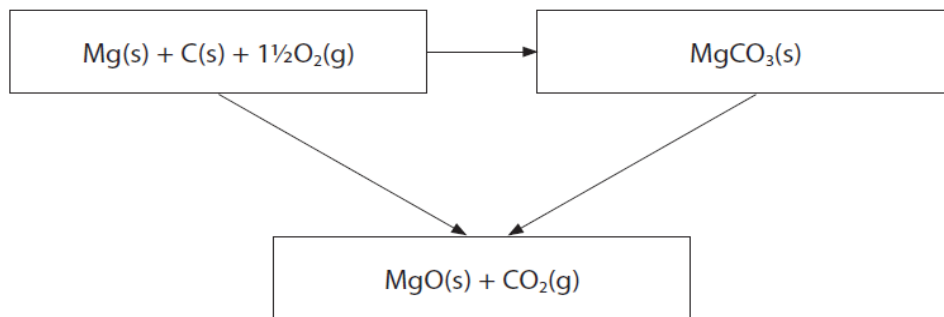 Mg(s) + C(s) + 1½O₂(g)
MgCO₃(s)
MgO(s) + CO₂(g)